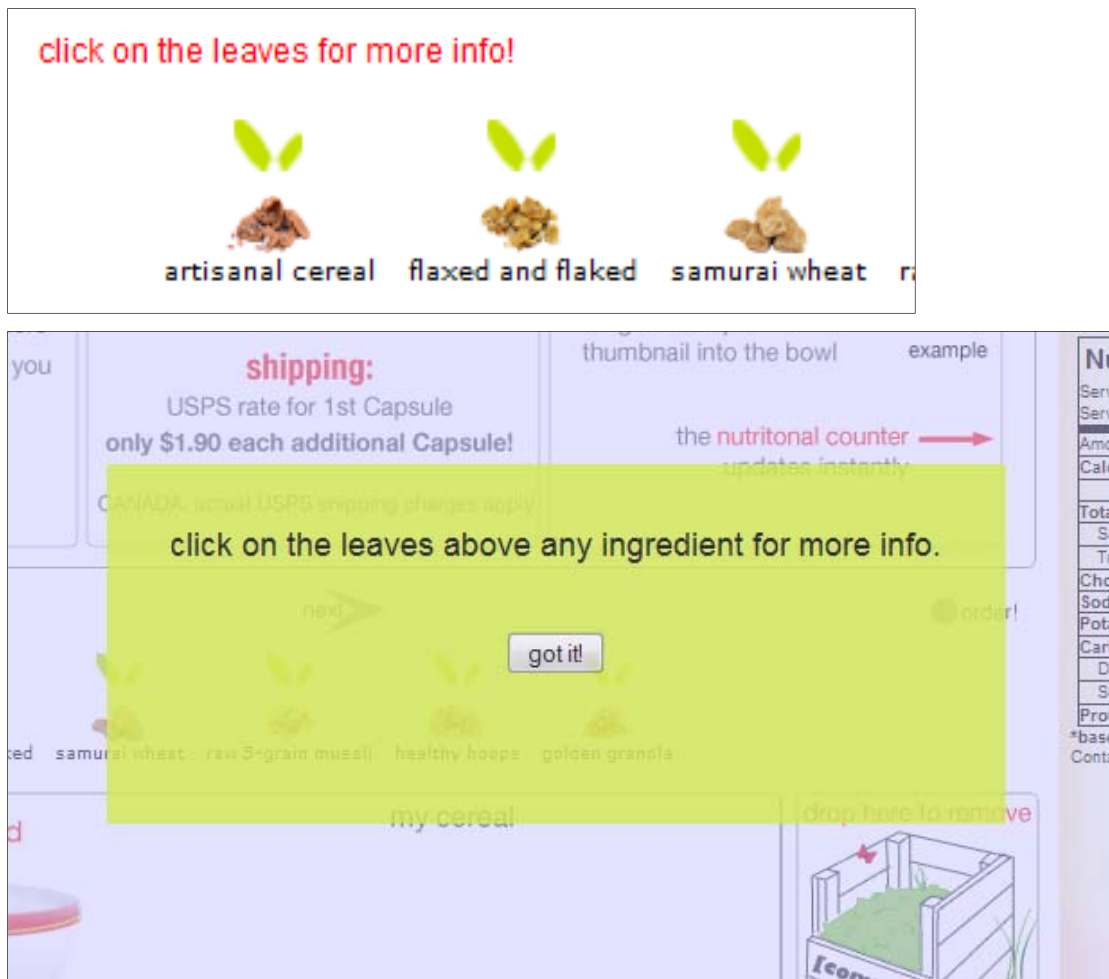 click on the leaves for more info!
artisanal cereal flaxed and flaked samurai wheat
you
shipping:
thumbnail into the bowl
example
USPS rate for 1st Capsule
only $1.90 each additional Capsule!
the nutritonal counter
updates instantly
CANADA, actual USPS shipping charges apply
click on the leaves above any ingredient for more info.
next
order!
got it!
samurai wheat raw 5-grain muesli healthy hoops golden granola
my cereal
drop here to remove
*base